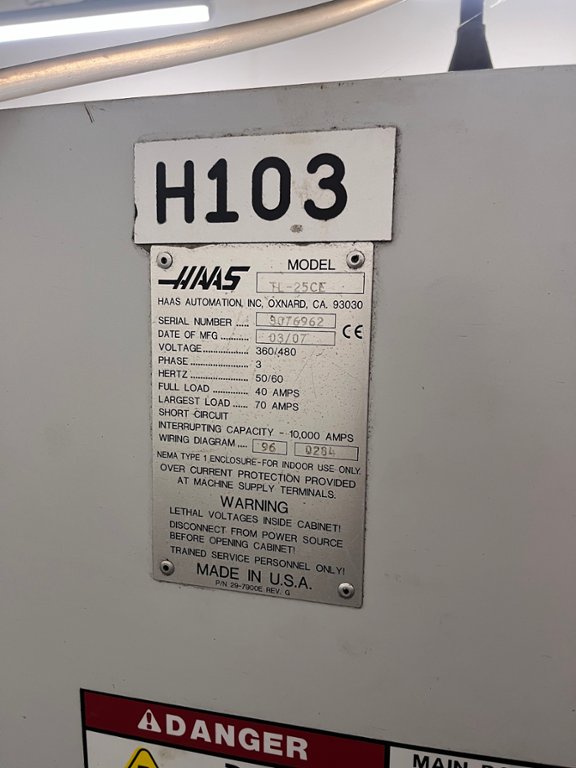 H103
HAAS MODEL TL-25CE
HAAS AUTOMATION, INC, OXNARD, CA. 93030
SERIAL NUMBER .... 3076962
DATE OF MFG ........ 03/07 CE
VOLTAGE................. 360/480
PHASE..................... 3
HERTZ ..................... 50/60
FULL LOAD ............. 40 AMPS
LARGEST LOAD ...... 70 AMPS
SHORT CIRCUIT
INTERRUPTING CAPACITY - 10,000 AMPS
WIRING DIAGRAM .... 96 0284
NEMA TYPE 1 ENCLOSURE-FOR INDOOR USE ONLY
OVER CURRENT PROTECTION PROVIDED
AT MACHINE SUPPLY TERMINALS.
WARNING
LETHAL VOLTAGES INSIDE CABINET!
DISCONNECT FROM POWER SOURCE
BEFORE OPENING CABINET!
TRAINED SERVICE PERSONNEL ONLY!
MADE IN U.S.A.
P/N 29-7900E REV. G
DANGER
MAIN